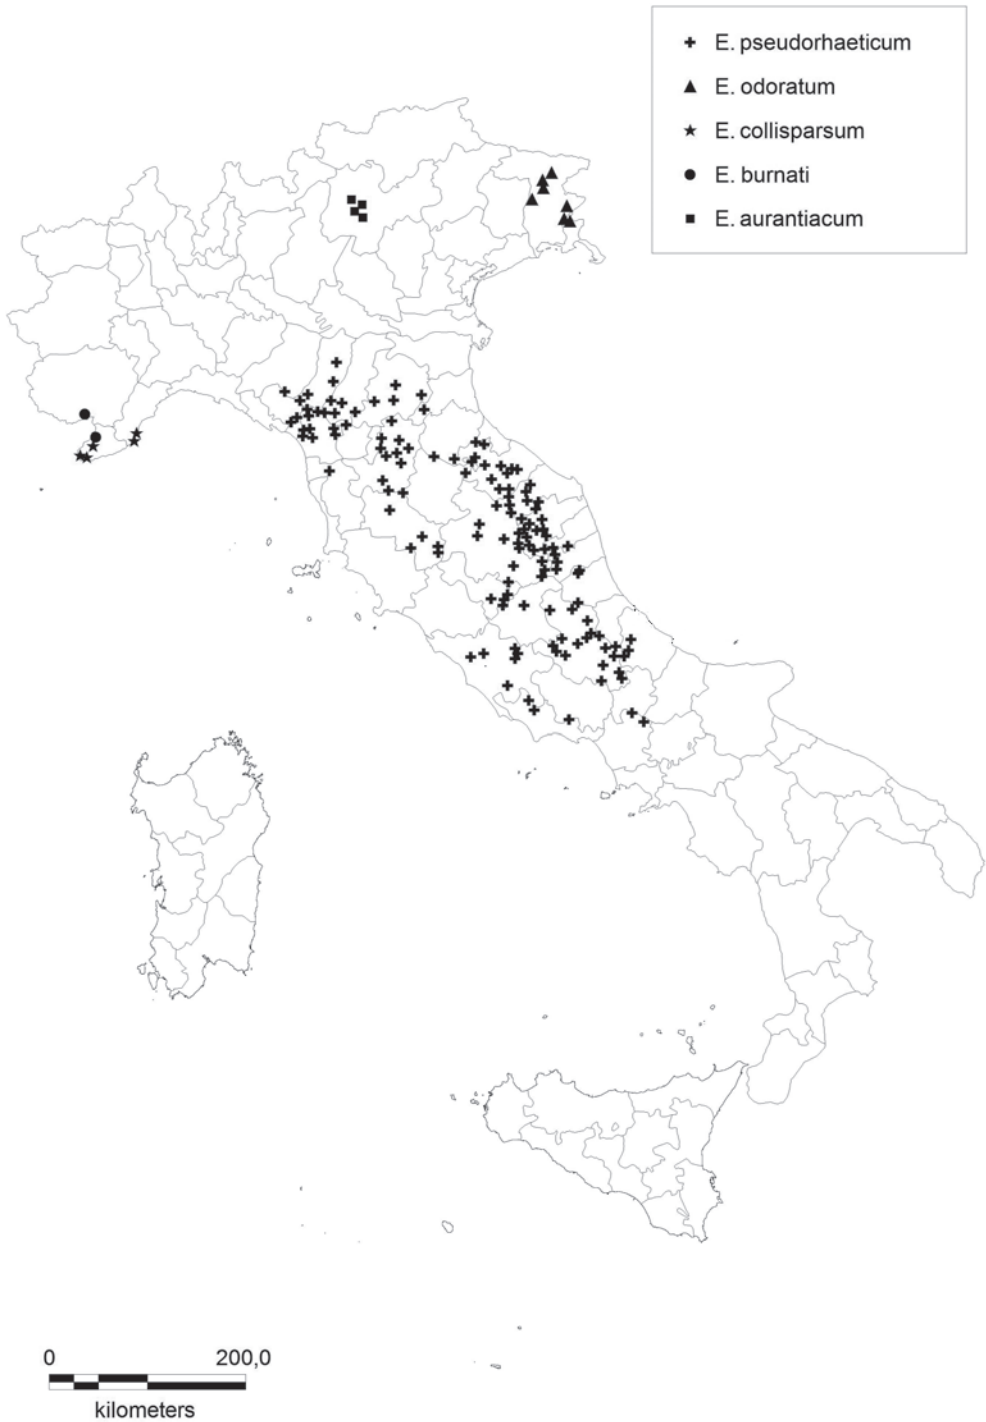 E. pseudorhaeticum
E. odoratum
E. collisparsum
E. burnati
E. aurantiacum
0 200,0
kilometers